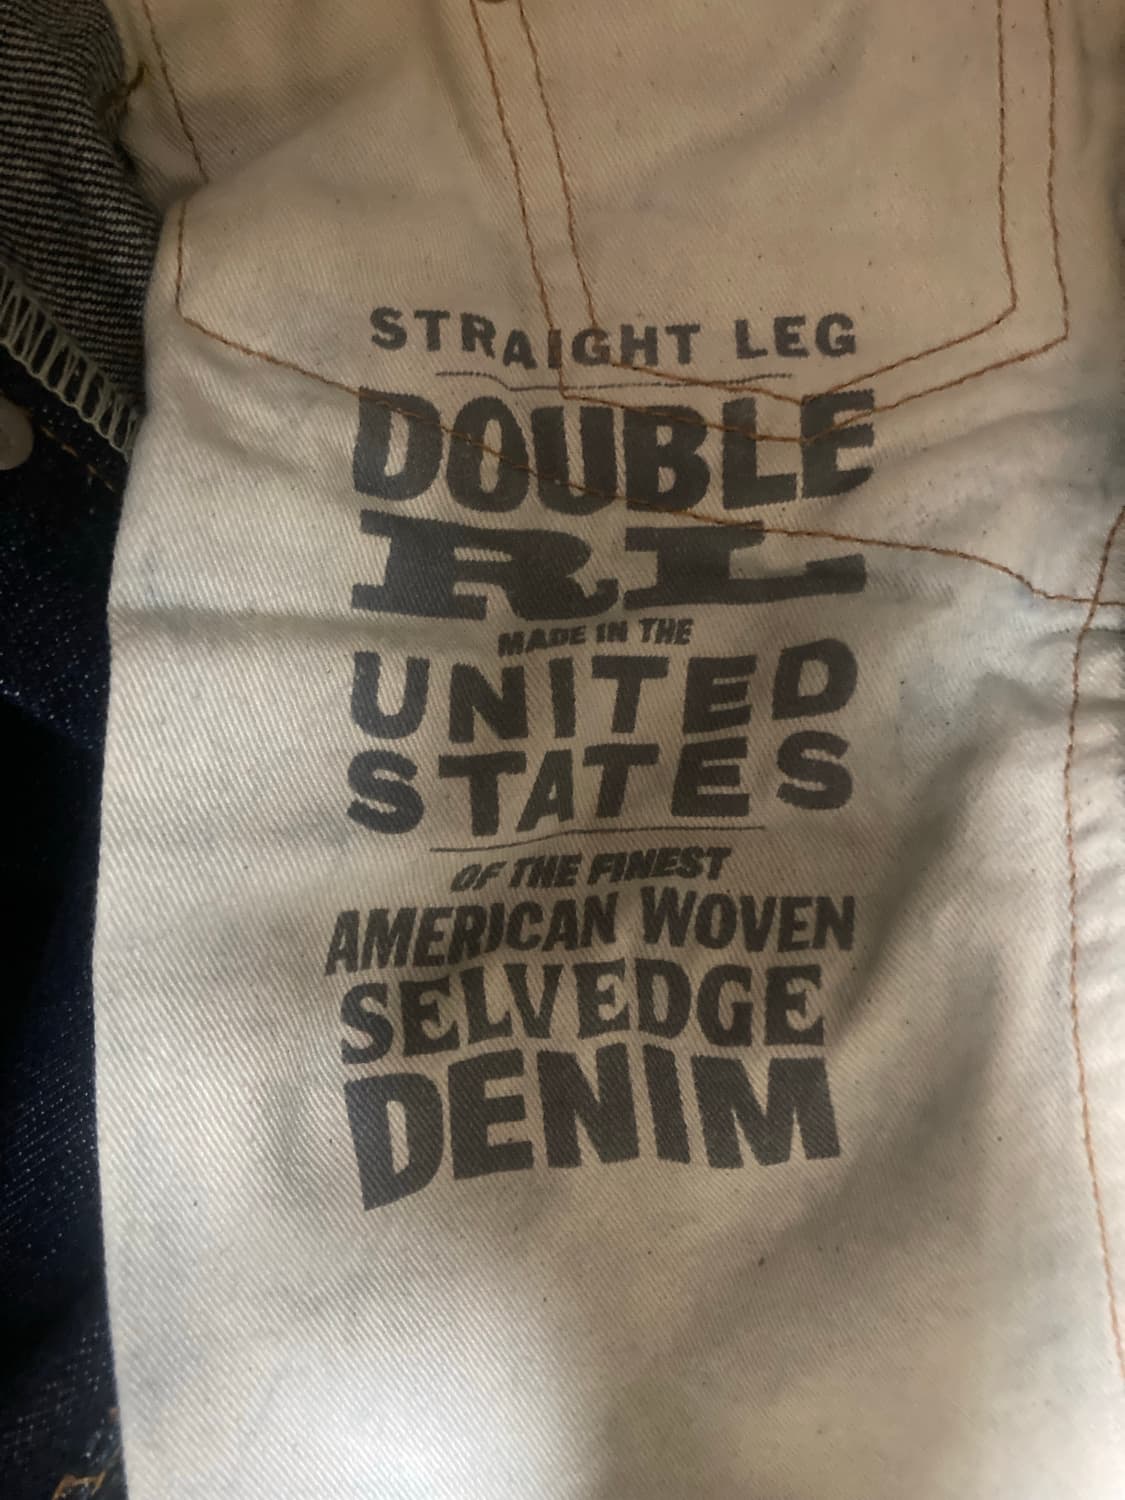 STRAIGHT LEG
DOUBLE
RL
MADE IN THE
UNITED
STATES
OF THE FINEST
AMERICAN WOVEN
SELVEDGE
DENIM